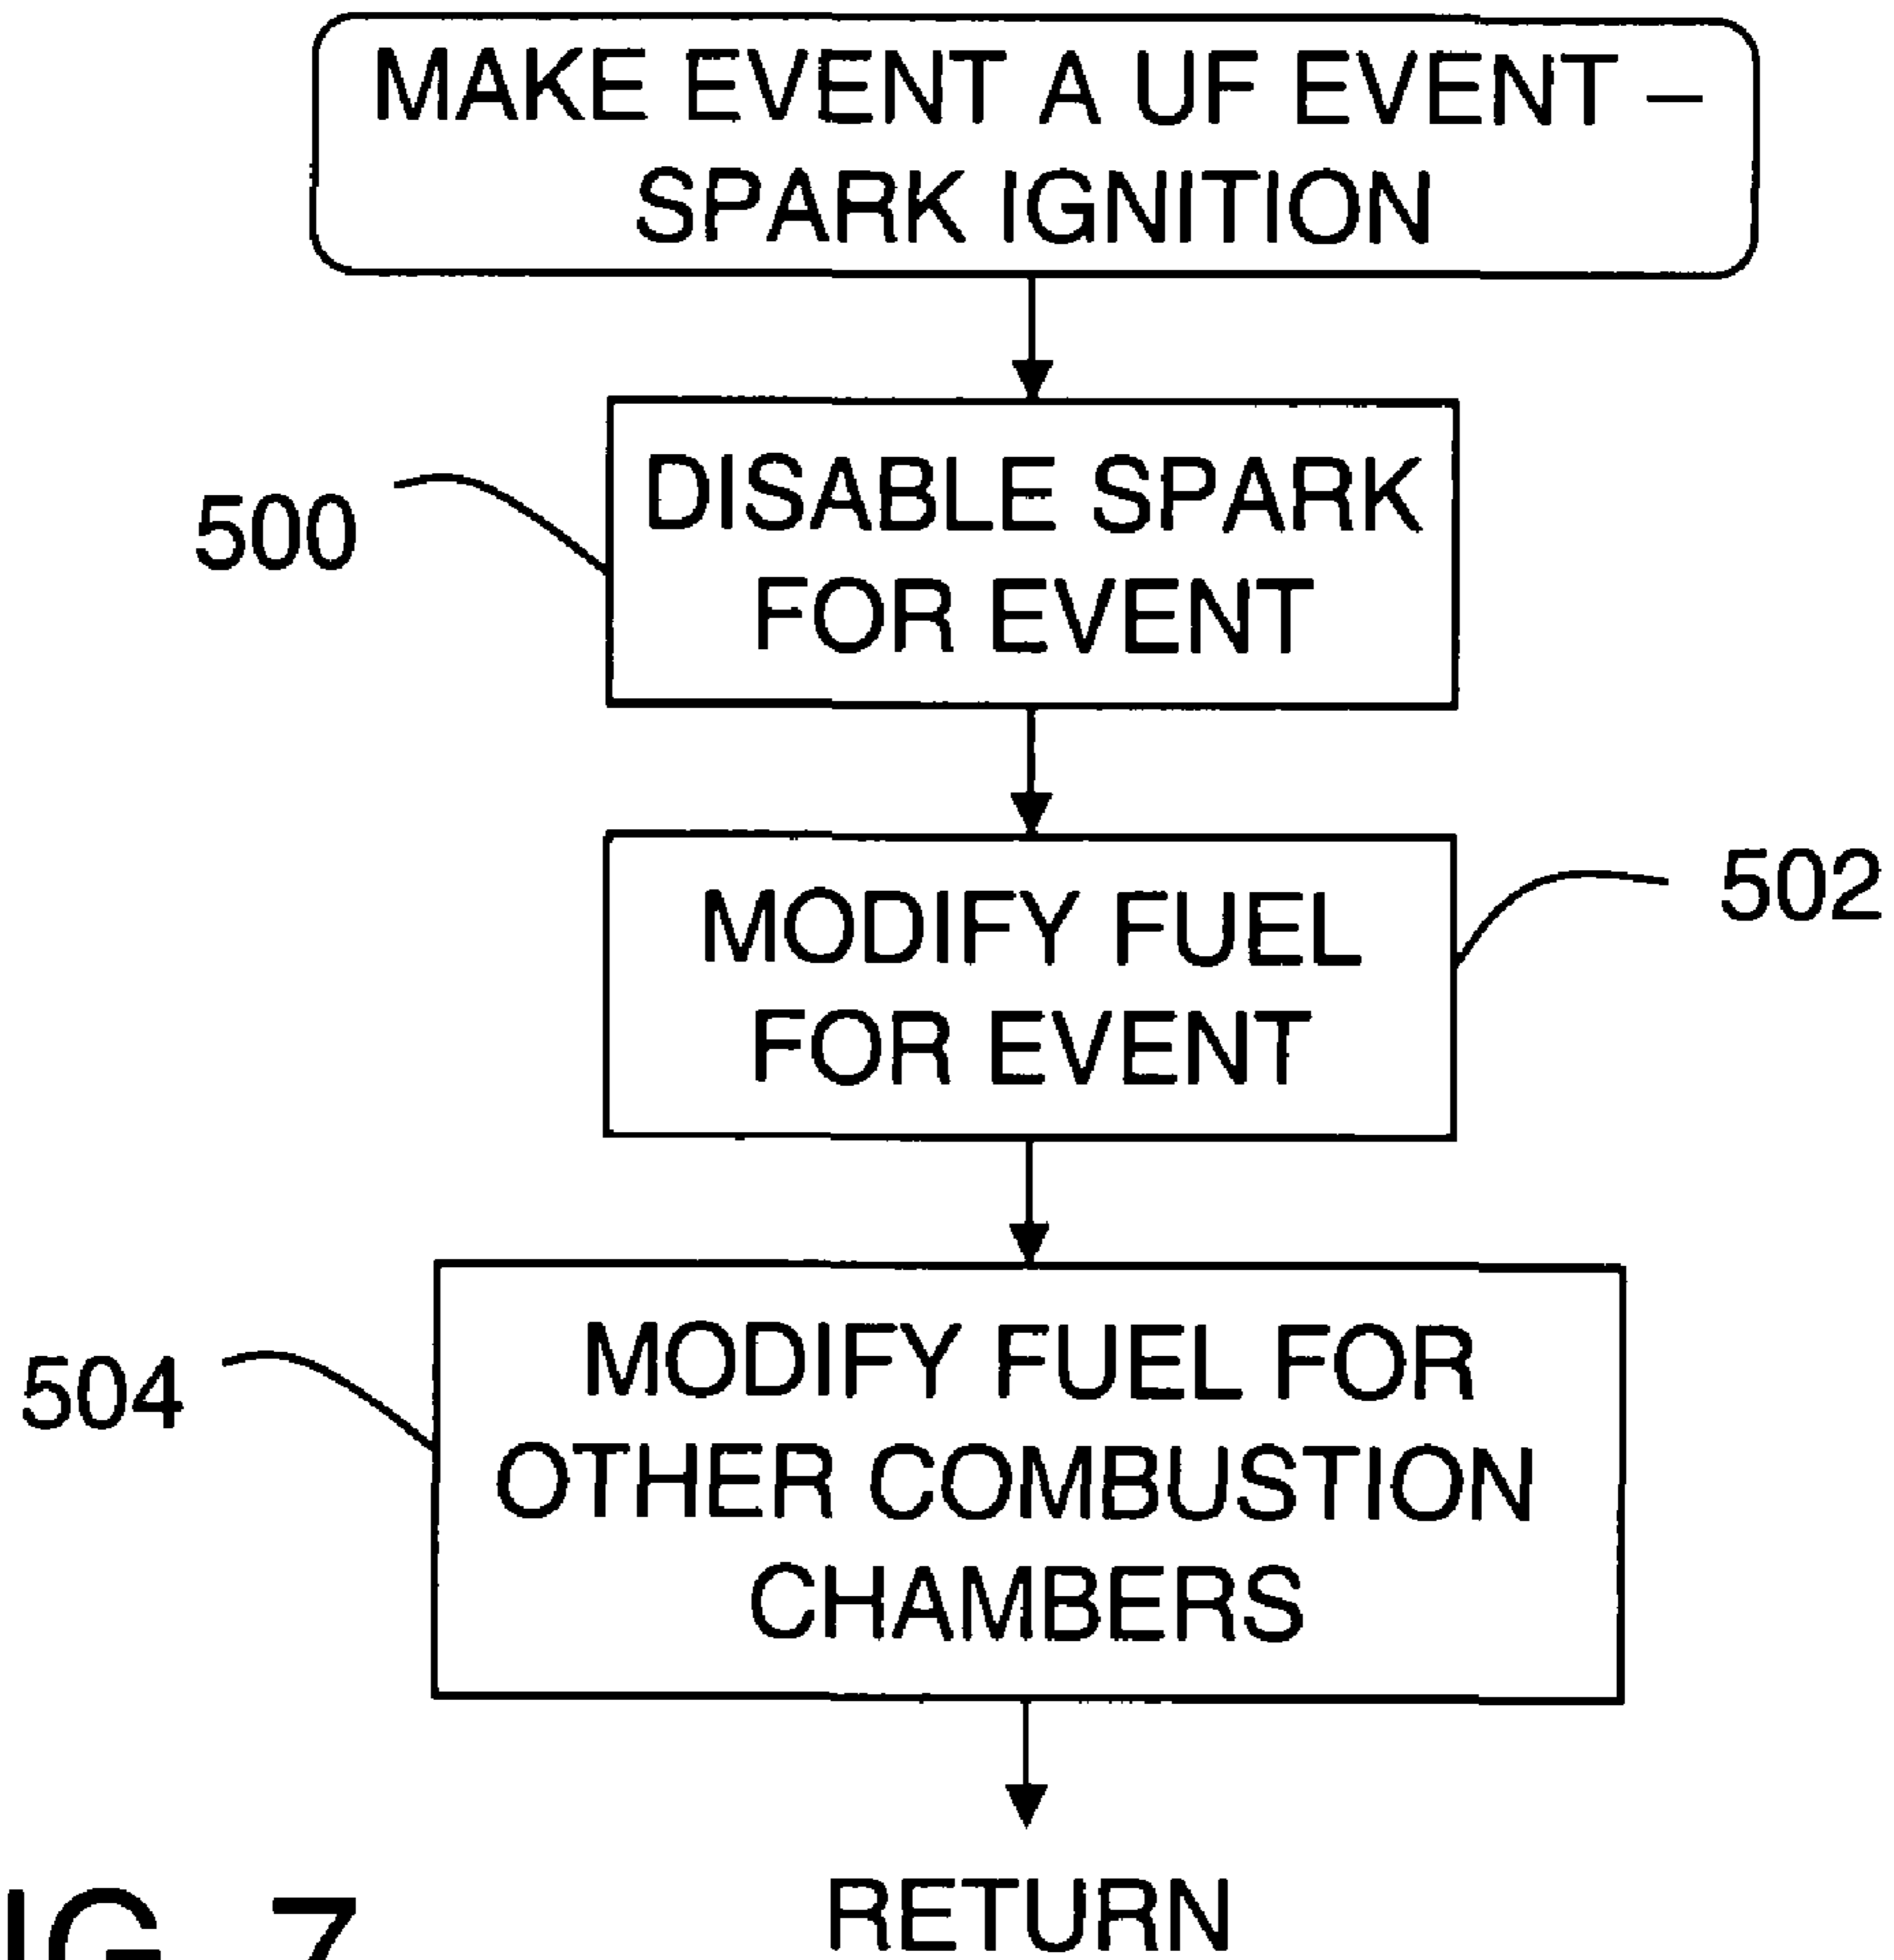 MAKE EVENT A UF EVENT —
SPARK IGNITION
500
DISABLE SPARK
FOR EVENT
MODIFY FUEL
FOR EVENT
502
504
MODIFY FUEL FOR
OTHER COMBUSTION
CHAMBERS
RETURN